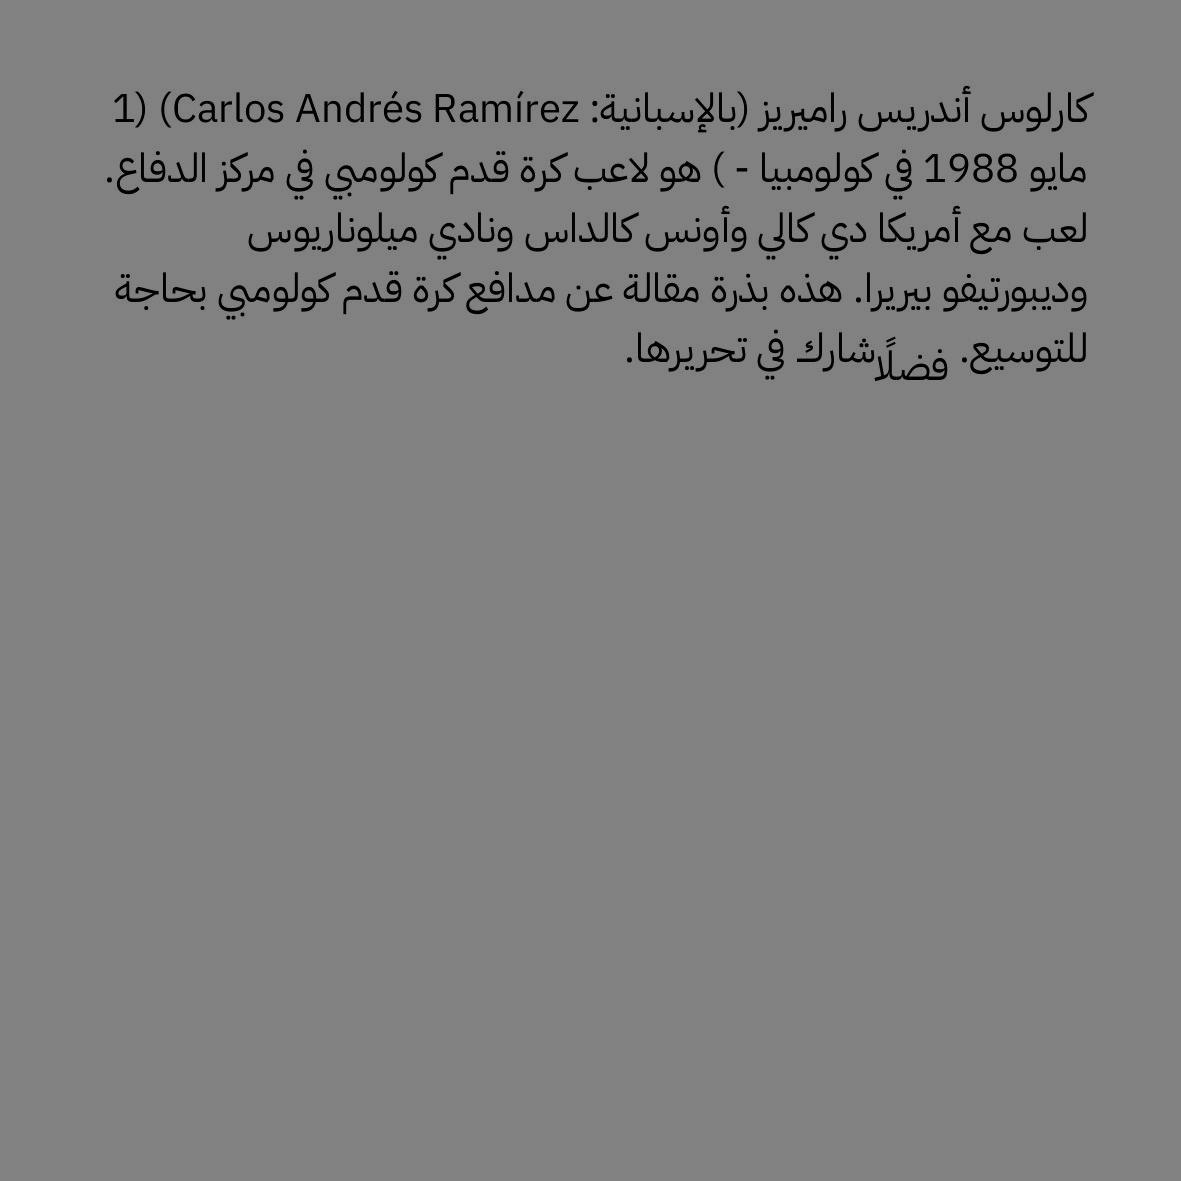 كارلوس أندريس راميريز (بالإسبانية: Carlos Andrés Ramírez)‏ (1
مايو 1988 في كولومبيا - ) هو لاعب كرة قدم كولومبي في مركز الدفاع.
لعب مع أمريكا دي كالي وأونس كالداس ونادي ميلوناريوس
وديبورتيفو بيريرا. هذه بذرة مقالة عن مدافع كرة قدم كولومبي بحاجة
للتوسيع. فضلًا شارك في تحريرها.